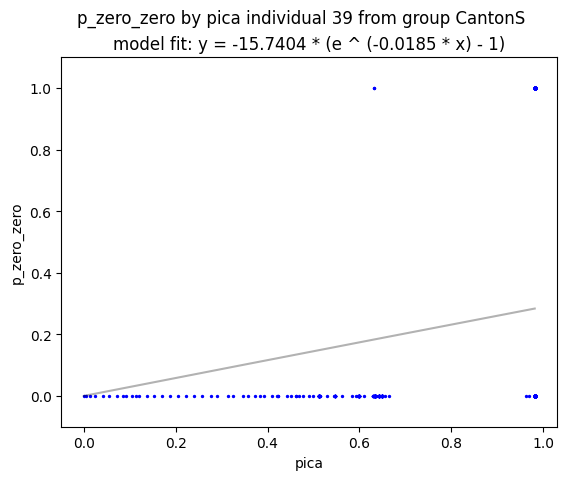 p_zero_zero by pica individual 39 from group CantonS
model fit: y = -15.7404 * (e ^ (-0.0185 * x) - 1)
1.0
0.8
0.6
0.4
0.2
0.0
p_zero_zero
0.0 0.2 0.4 0.6 0.8 1.0
pica